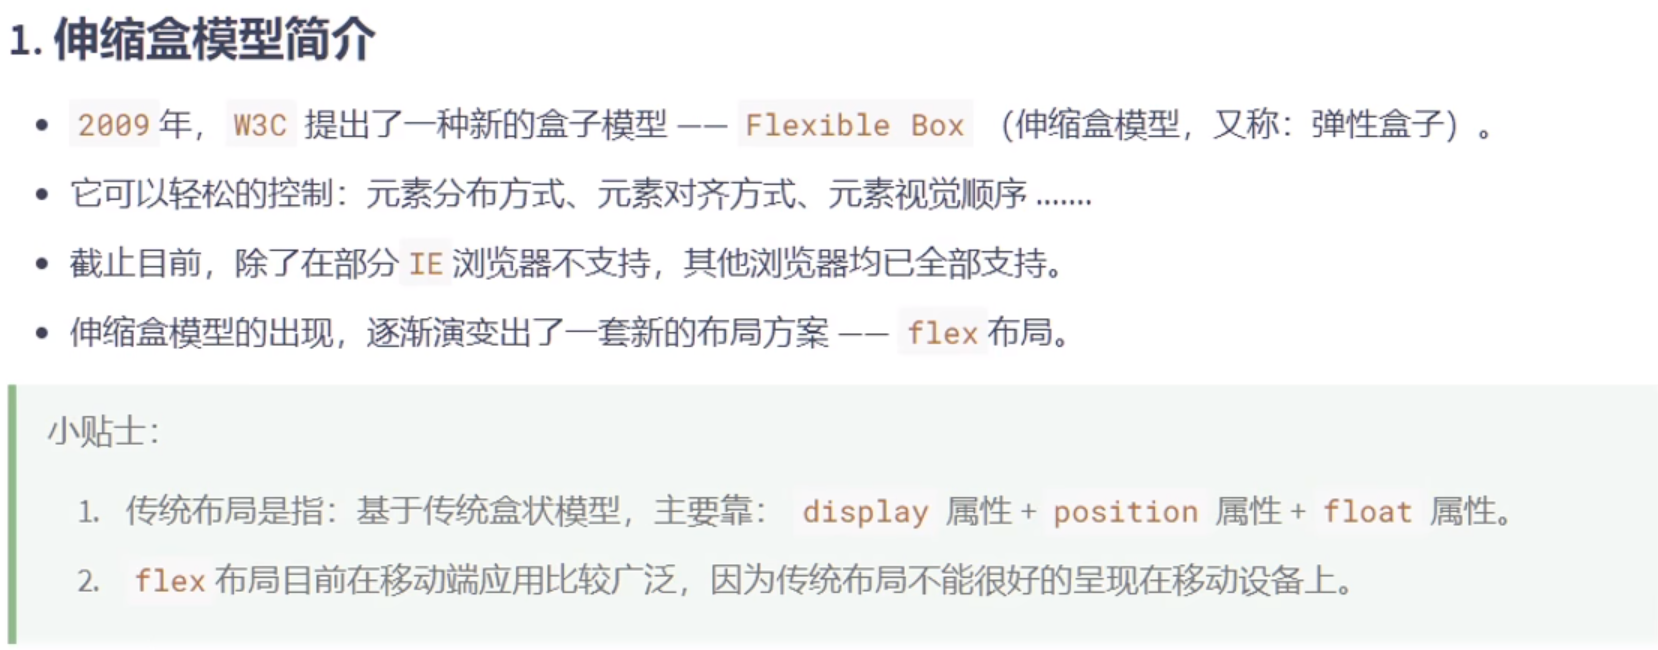 1. 伸缩盒模型简介
• 2009年，W3C 提出了一种新的盒子模型 —— Flexible Box （伸缩盒模型，又称：弹性盒子）。
• 它可以轻松的控制：元素分布方式、元素对齐方式、元素视觉顺序 .......
• 截止目前，除了在部分 IE 浏览器不支持，其他浏览器均已全部支持。
• 伸缩盒模型的出现，逐渐演变出了一套新的布局方案 —— flex 布局。
小贴士：
1. 传统布局是指：基于传统盒状模型，主要靠： display 属性 + position 属性 + float 属性。
2. flex 布局目前在移动端应用比较广泛，因为传统布局不能很好的呈现在移动设备上。